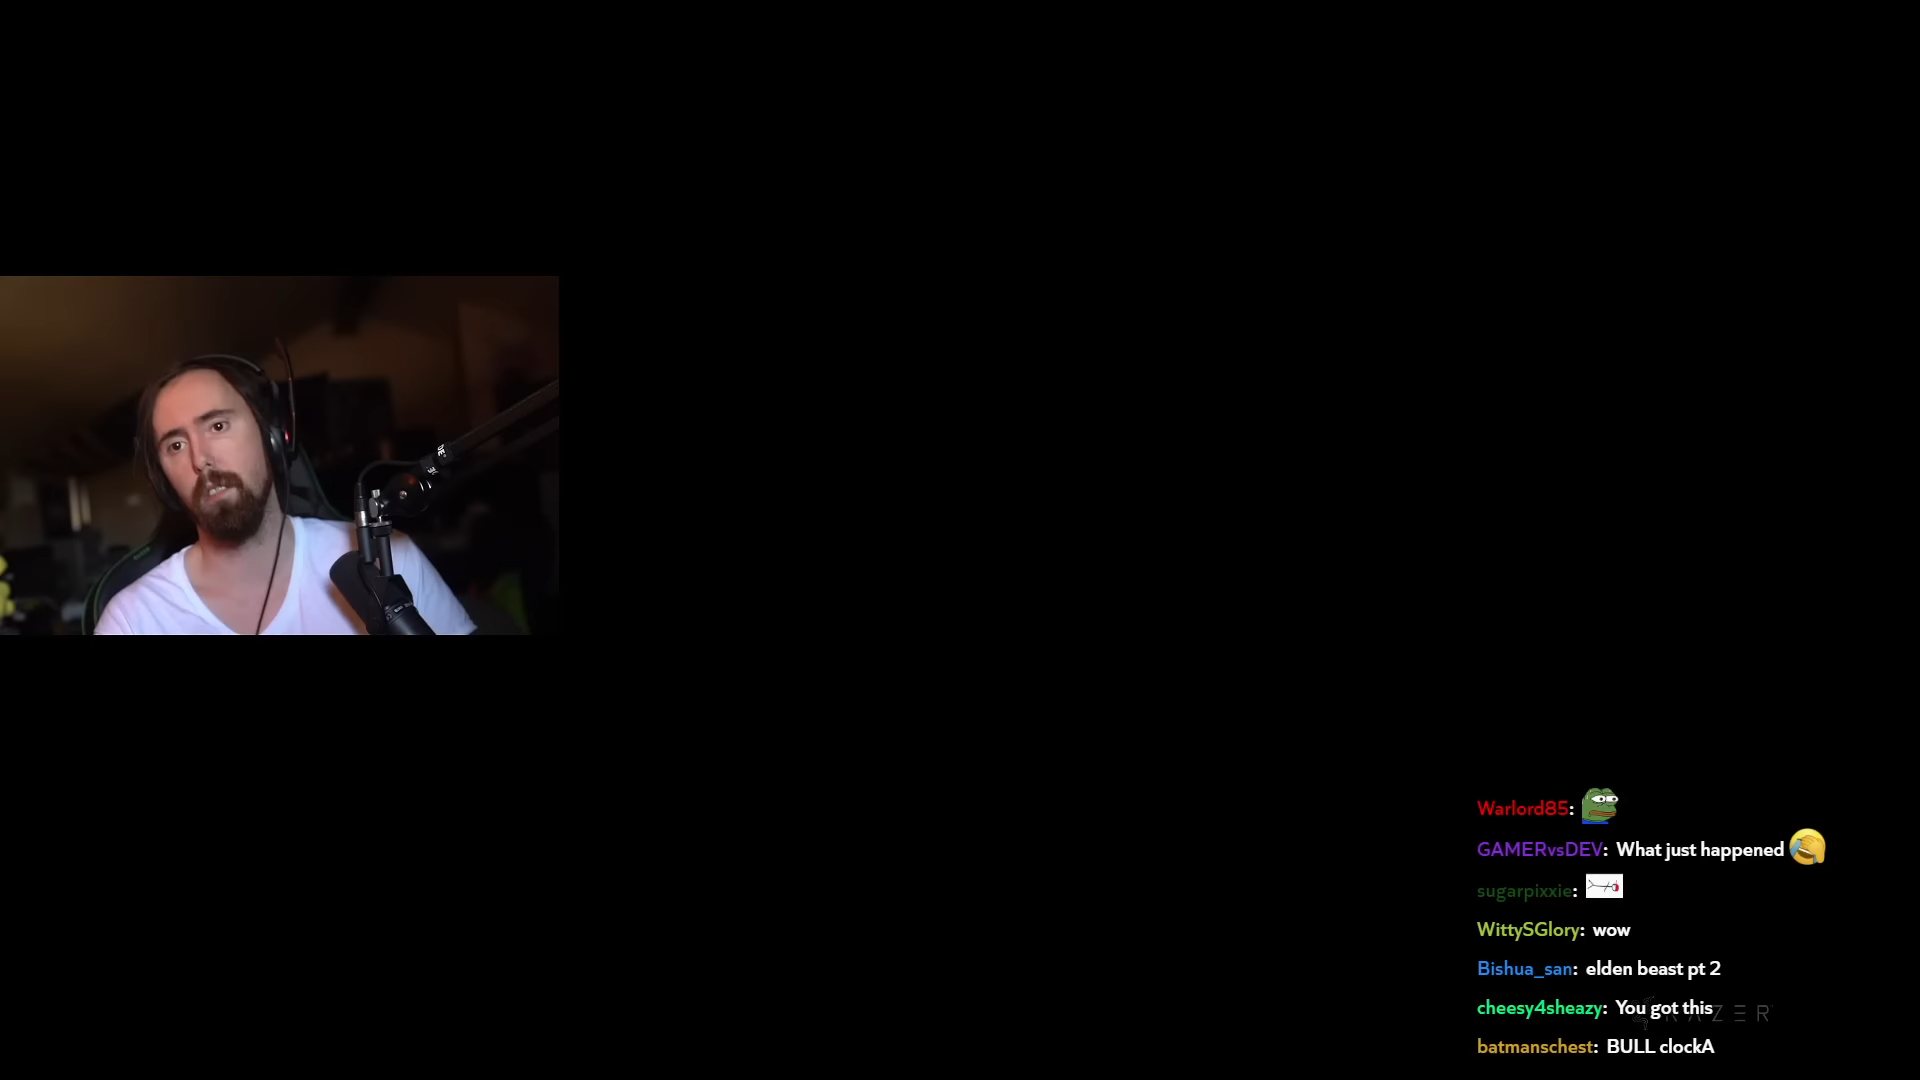 Warlord85:
GAMERvsDEV: What just happened
sugarpixxie:
WittySGlory: wow
Bishua_san: elden beast pt 2
cheesy4sheazy: You got this
RAZER
batmanschest: BULL clockA